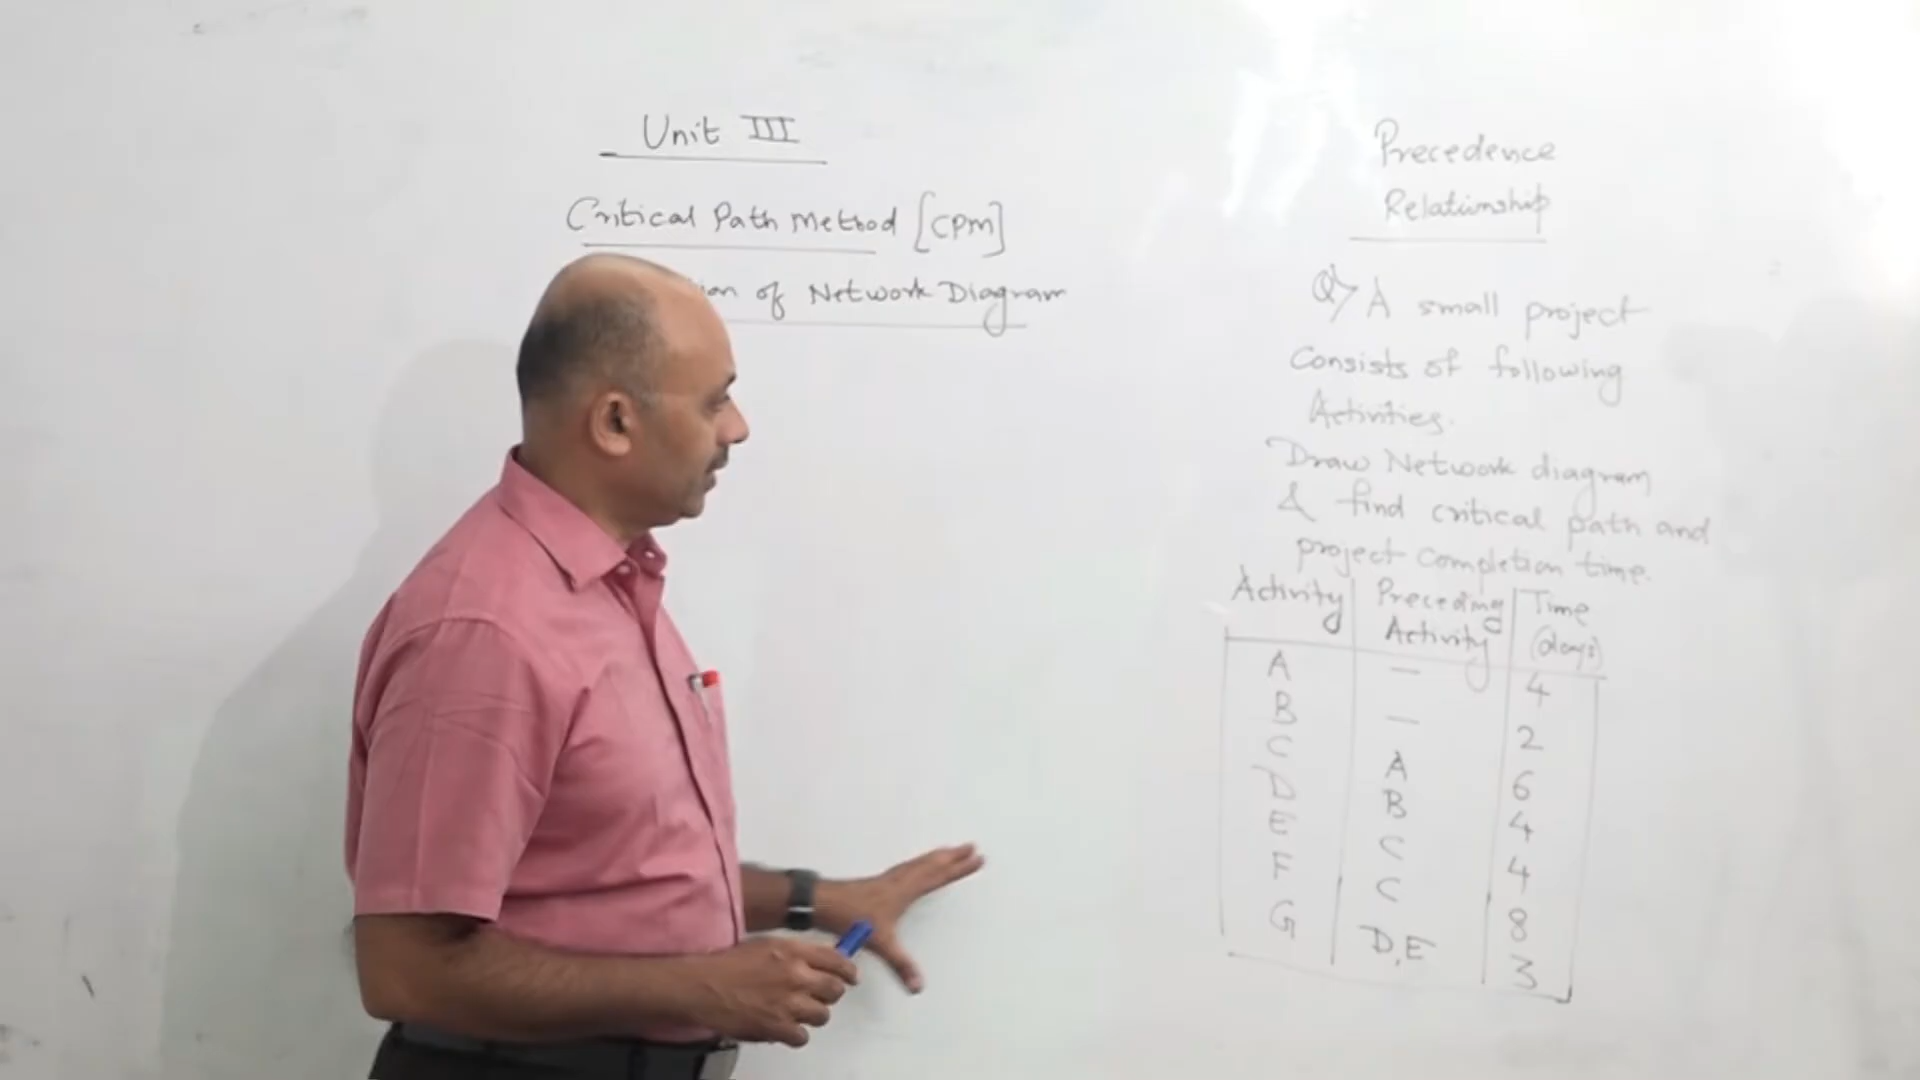 Unit III
Critical Path Method [CPM]
of Network Diagram
Precedence
Relationship
Q> A small project
Consists of following
Activities.
Draw Network diagram
& find critical path and
project completion time.
Activity Preceding Activity Time (days)
A — 4
B — 2
C A 6
D B 4
E C 4
F C 8
G D,E 3